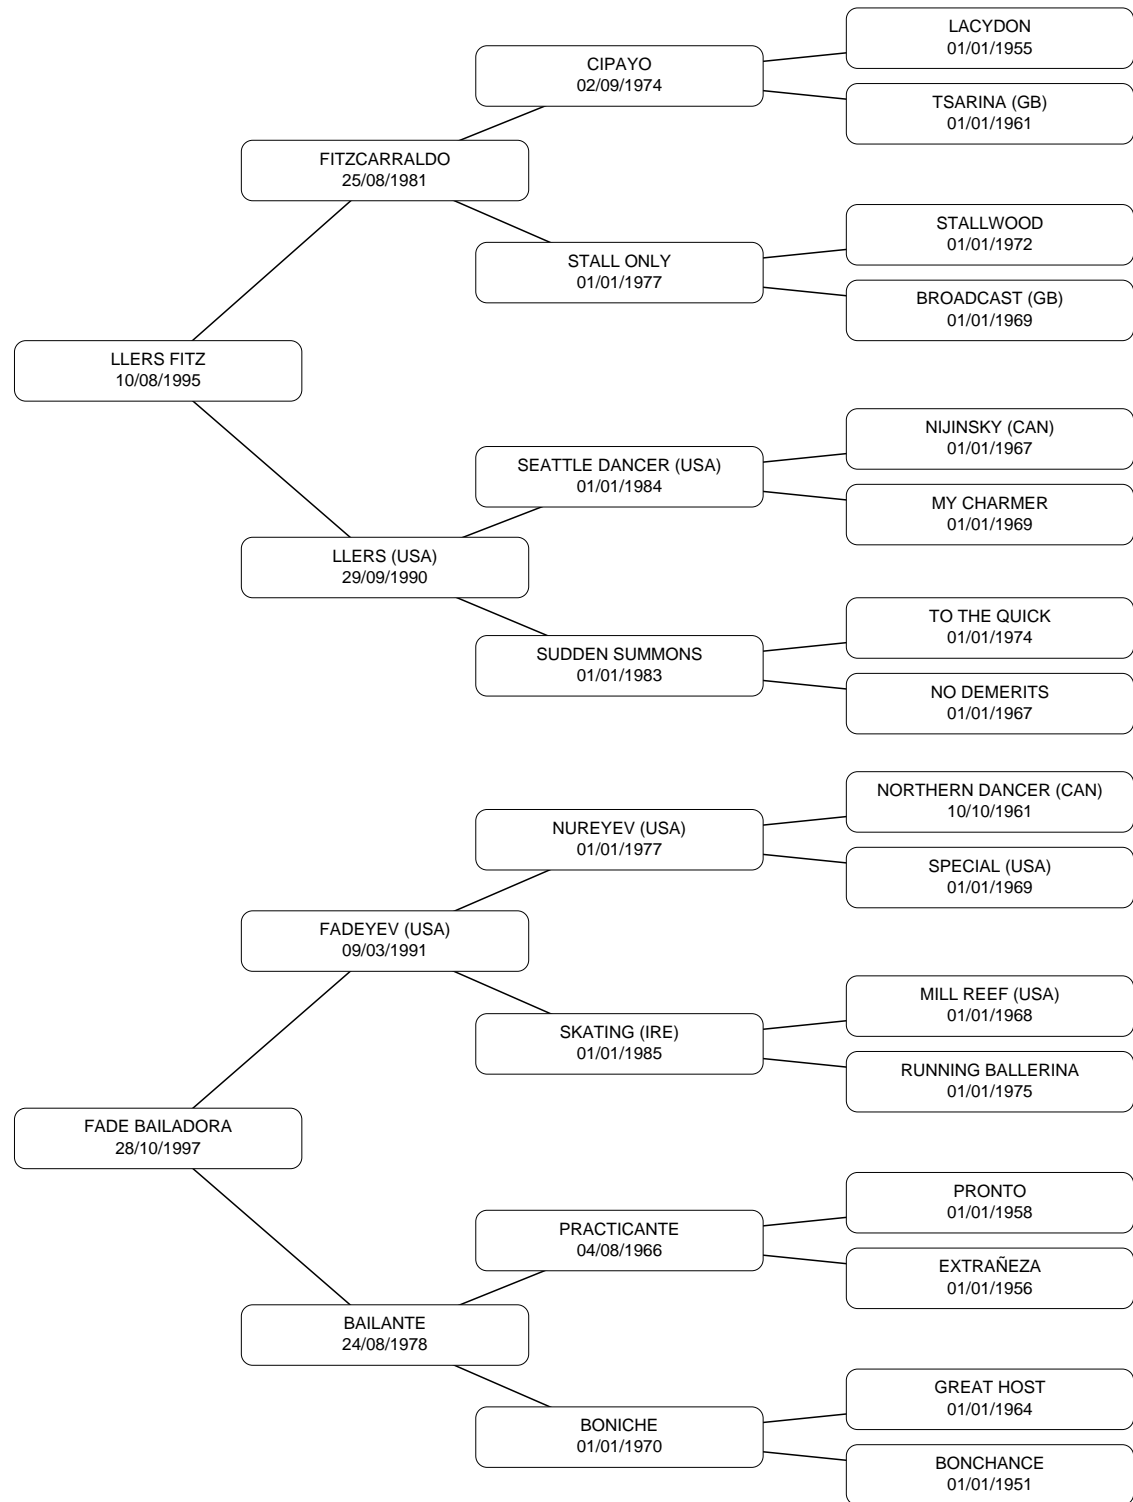 LACYDON
01/01/1955
CIPAYO
02/09/1974
TSARINA (GB)
01/01/1961
FITZCARRALDO
25/08/1981
STALLWOOD
01/01/1972
STALL ONLY
01/01/1977
BROADCAST (GB)
01/01/1969
LLERS FITZ
10/08/1995
NIJINSKY (CAN)
01/01/1967
SEATTLE DANCER (USA)
01/01/1984
MY CHARMER
01/01/1969
LLERS (USA)
29/09/1990
TO THE QUICK
01/01/1974
SUDDEN SUMMONS
01/01/1983
NO DEMERITS
01/01/1967
NORTHERN DANCER (CAN)
10/10/1961
NUREYEV (USA)
01/01/1977
SPECIAL (USA)
01/01/1969
FADEYEV (USA)
09/03/1991
MILL REEF (USA)
01/01/1968
SKATING (IRE)
01/01/1985
RUNNING BALLERINA
01/01/1975
FADE BAILADORA
28/10/1997
PRONTO
01/01/1958
PRACTICANTE
04/08/1966
EXTRAÑEZA
01/01/1956
BAILANTE
24/08/1978
GREAT HOST
01/01/1964
BONICHE
01/01/1970
BONCHANCE
01/01/1951